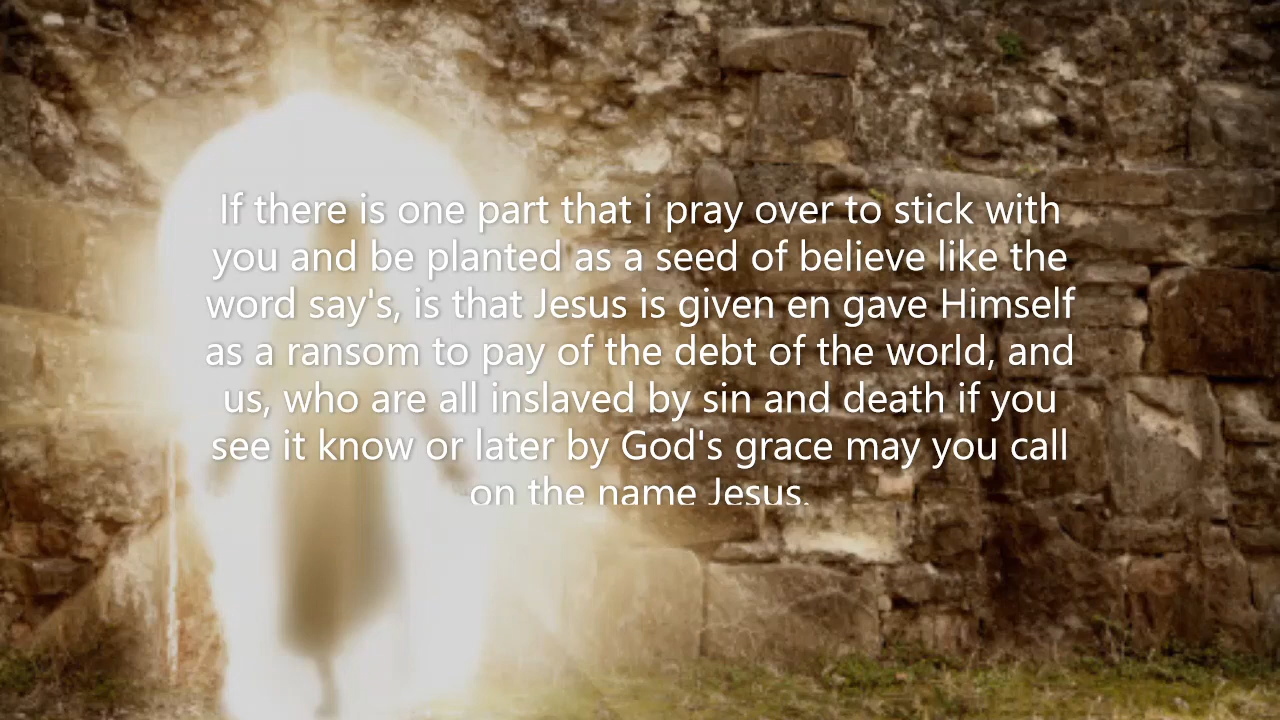 If there is one part that i pray over to stick with
you and be planted as a seed of believe like the
word say's, is that Jesus is given en gave Himself
as a ransom to pay of the debt of the world, and
us, who are all inslaved by sin and death if you
see it know or later by God's grace may you call
on the name Jesus.